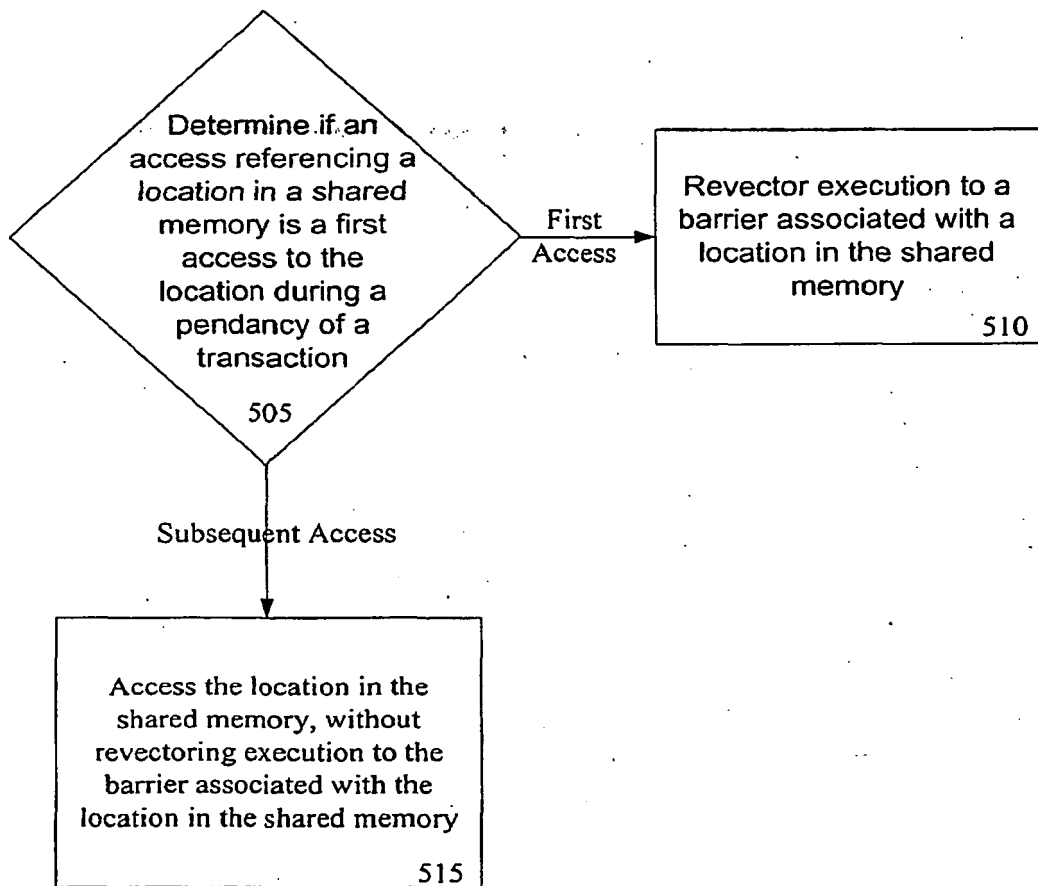 Determine if an
access referencing a
location in a shared
memory is a first
access to the
location during a
pendancy of a
transaction
505
First
Access
Revector execution to a
barrier associated with a
location in the shared
memory
510
Subsequent Access
Access the location in the
shared memory, without
revectoring execution to the
barrier associated with the
location in the shared memory
515